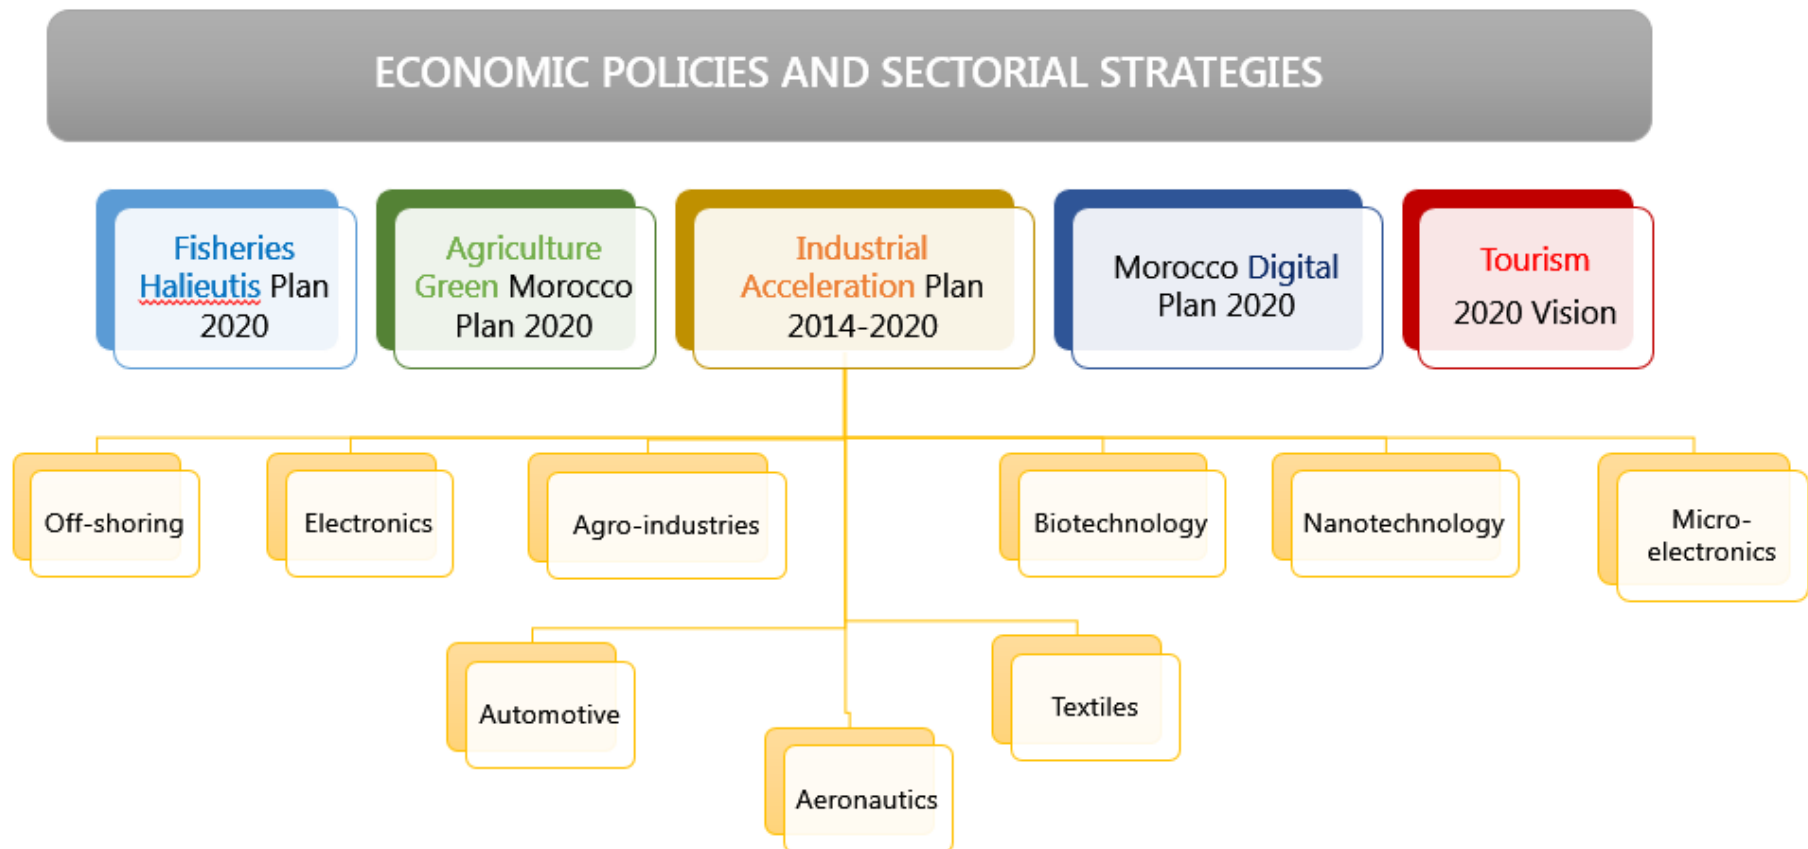 ECONOMIC POLICIES AND SECTORIAL STRATEGIES
Fisheries
Halieutis Plan
2020
Agriculture
Green Morocco
Plan 2020
Industrial
Acceleration Plan
2014-2020
Morocco Digital
Plan 2020
Tourism
2020 Vision
Off-shoring
Electronics
Agro-industries
Biotechnology
Nanotechnology
Micro-
electronics
Automotive
Aeronautics
Textiles